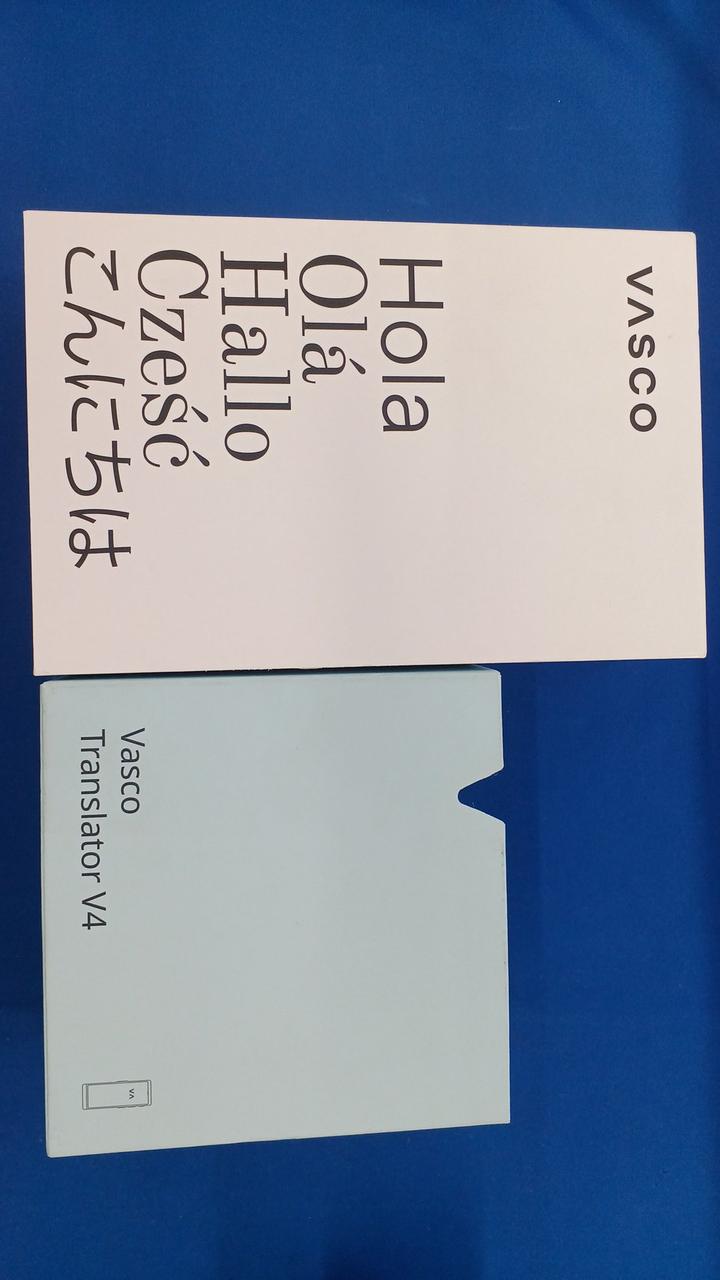 VASCO
Hola
Olá
Hallo
Cześć
こんにちは
Vasco
Translator V4